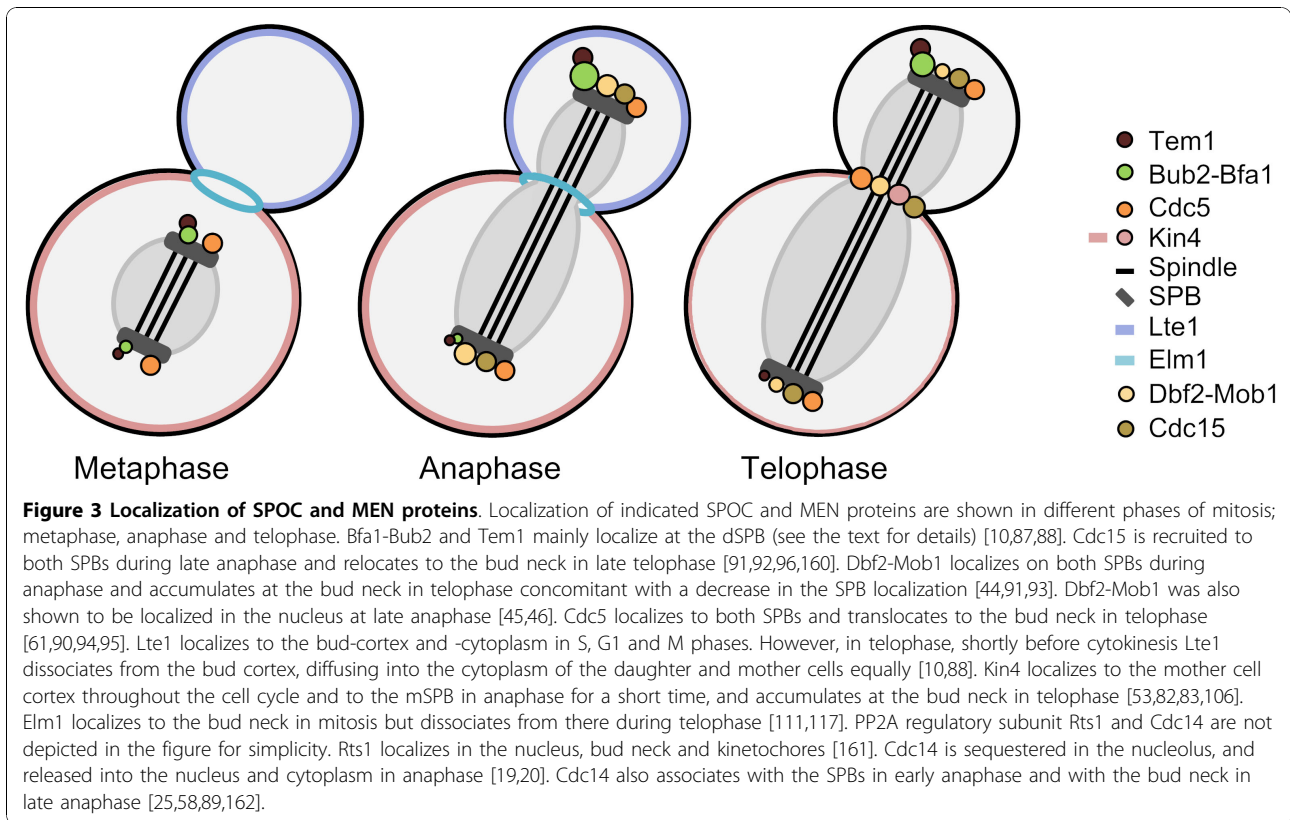 Tem1
Bub2-Bfa1
Cdc5
Kin4
Spindle
SPB
Lte1
Elm1
Dbf2-Mob1
Cdc15
Metaphase
Anaphase
Telophase
Figure 3 Localization of SPOC and MEN proteins. Localization of indicated SPOC and MEN proteins are shown in different phases of mitosis;
metaphase, anaphase and telophase. Bfa1-Bub2 and Tem1 mainly localize at the dSPB (see the text for details) [10,87,88]. Cdc15 is recruited to
both SPBs during late anaphase and relocates to the bud neck in late telophase [91,92,96,160]. Dbf2-Mob1 localizes on both SPBs during
anaphase and accumulates at the bud neck in telophase concomitant with a decrease in the SPB localization [44,91,93]. Dbf2-Mob1 was also
shown to be localized in the nucleus at late anaphase [45,46]. Cdc5 localizes to both SPBs and translocates to the bud neck in telophase
[61,90,94,95]. Lte1 localizes to the bud-cortex and -cytoplasm in S, G1 and M phases. However, in telophase, shortly before cytokinesis Lte1
dissociates from the bud cortex, diffusing into the cytoplasm of the daughter and mother cells equally [10,88]. Kin4 localizes to the mother cell
cortex throughout the cell cycle and to the mSPB in anaphase for a short time, and accumulates at the bud neck in telophase [53,82,83,106].
Elm1 localizes to the bud neck in mitosis but dissociates from there during telophase [111,117]. PP2A regulatory subunit Rts1 and Cdc14 are not
depicted in the figure for simplicity. Rts1 localizes in the nucleus, bud neck and kinetochores [161]. Cdc14 is sequestered in the nucleolus, and
released into the nucleus and cytoplasm in anaphase [19,20]. Cdc14 also associates with the SPBs in early anaphase and with the bud neck in
late anaphase [25,58,89,162].